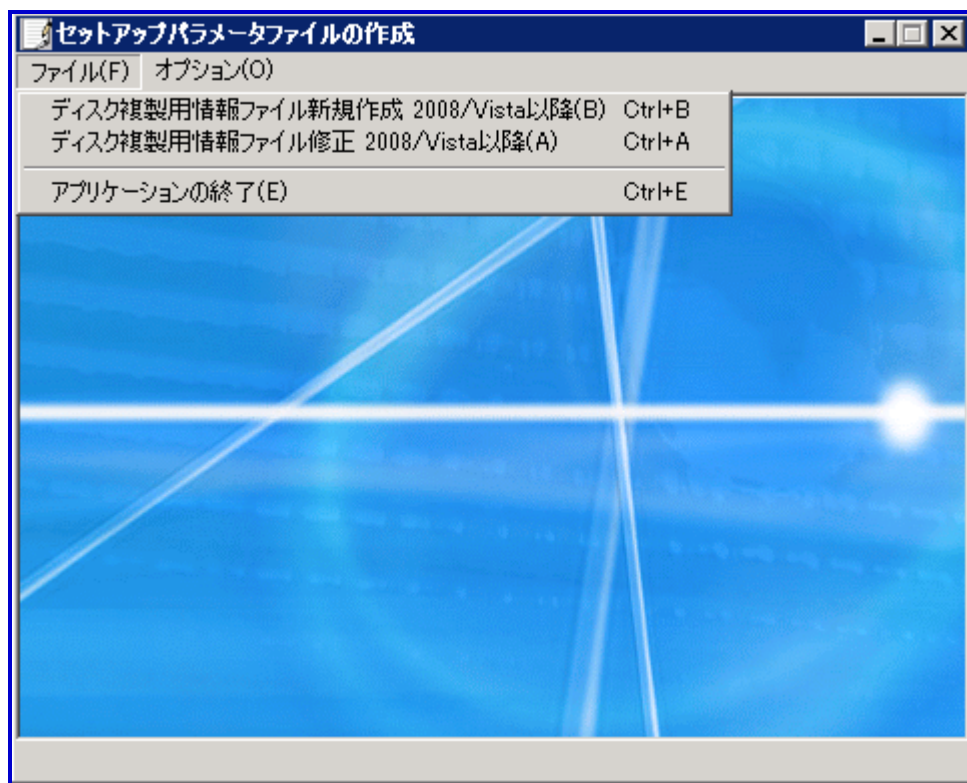 セットアップパラメータファイルの作成
ファイル(F) オプション(O)
ディスク複製用情報ファイル新規作成 2008/Vista以降(B) Ctrl+B
ディスク複製用情報ファイル修正 2008/Vista以降(A) Ctrl+A
アプリケーションの終了(E) Ctrl+E